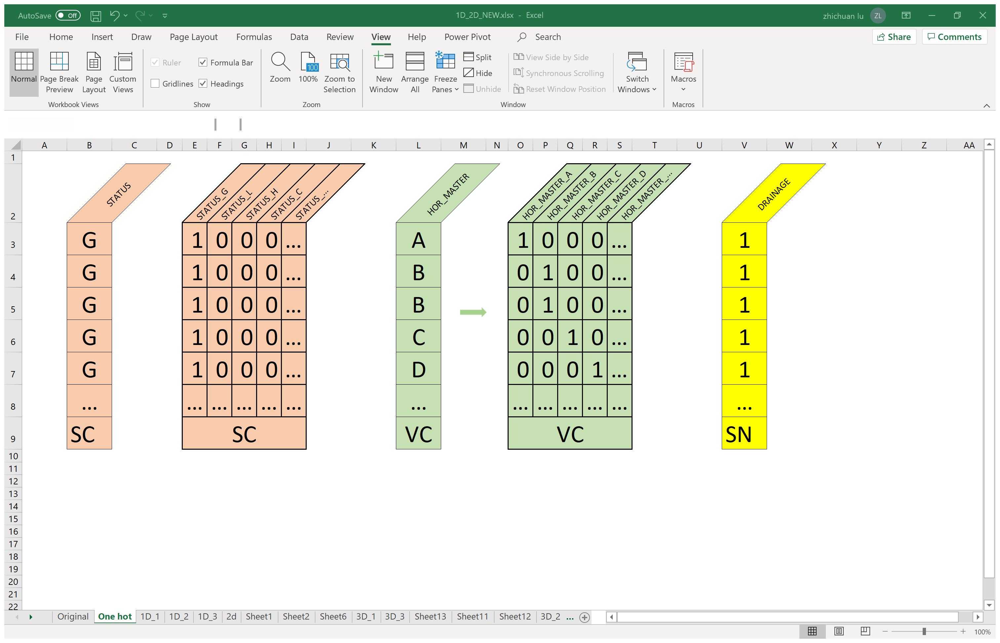 AutoSave Off 1D_2D_NEW.xlsx - Excel zhichuan lu ZL
File Home Insert Draw Page Layout Formulas Data Review View Help Power Pivot Search Share Comments
Normal Page Break Preview Page Layout Custom Views
Workbook Views
Ruler Formula Bar
Gridlines Headings
Show
Zoom 100 100% Zoom to Selection
Zoom
New Window Arrange All Freeze Panes
Split
Hide
Unhide
View Side by Side
Synchronous Scrolling
Reset Window Position
Switch Windows
Window
Macros
Macros
A B C D E F G H I J K L M N O P Q R S T U V W X Y Z AA
1
STATUS STATUS_G STATUS_L STATUS_H STATUS_C STATUS_... HOR_MASTER HOR_MASTER_A HOR_MASTER_B HOR_MASTER_C HOR_MASTER_D HOR_MASTER_... DRAINAGE
2
3 G 1 0 0 0 ... A 1 0 0 0 ... 1
4 G 1 0 0 0 ... B 0 1 0 0 ... 1
5 G 1 0 0 0 ... B 0 1 0 0 ... 1
6 G 1 0 0 0 ... C 0 0 1 0 ... 1
7 G 1 0 0 0 ... D 0 0 0 1 ... 1
8 ... ... ... ... ... ... ... ... ... ... ... ... ...
9 SC SC VC VC SN
10
11
12
13
14
15
16
17
18
19
20
21
22
Original One hot 1D_1 1D_2 1D_3 2d Sheet1 Sheet2 Sheet6 3D_1 3D_3 Sheet13 Sheet11 Sheet12 3D_2 ...
100%